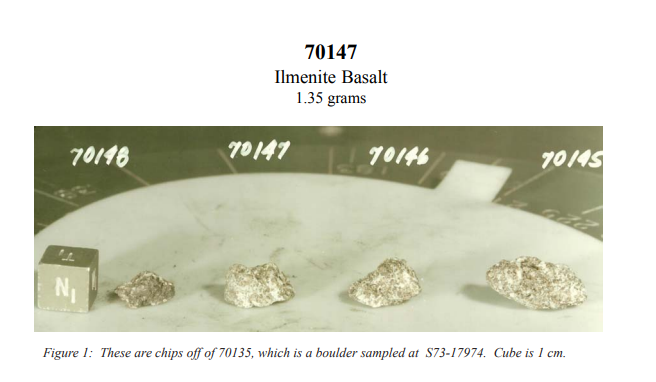 70147
Ilmenite Basalt
1.35 grams
70148 70147 70146 70145
N1
Figure 1: These are chips off of 70135, which is a boulder sampled at S73-17974. Cube is 1 cm.